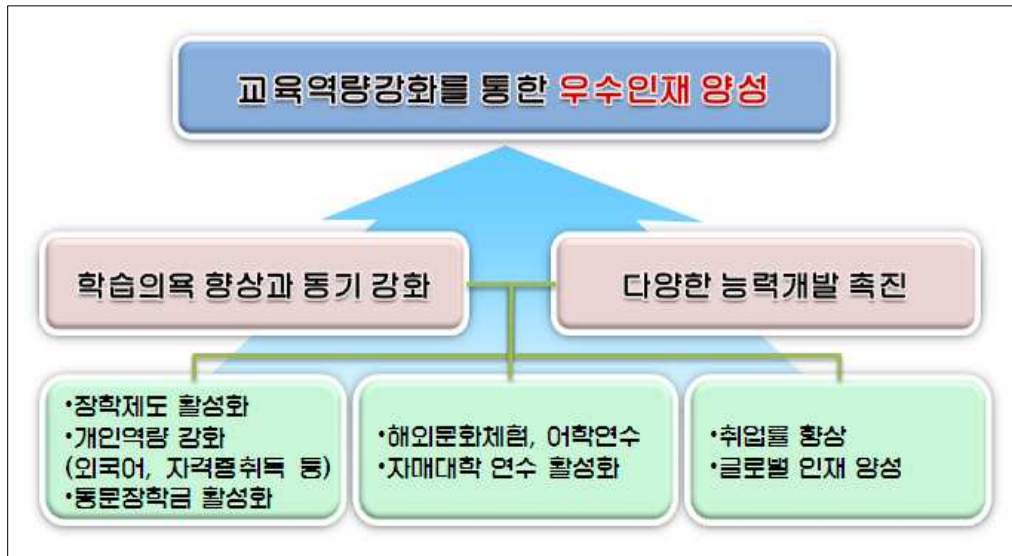 교육역량강화를 통한 우수인재 양성
학습의욕 향상과 동기 강화
다양한 능력개발 촉진
•장학제도 활성화
•개인역량 강화
(외국어, 자격증취득 등)
•동문장학금 활성화
•해외문화체험, 어학연수
•자매대학 연수 활성화
•취업률 향상
•글로벌 인재 양성